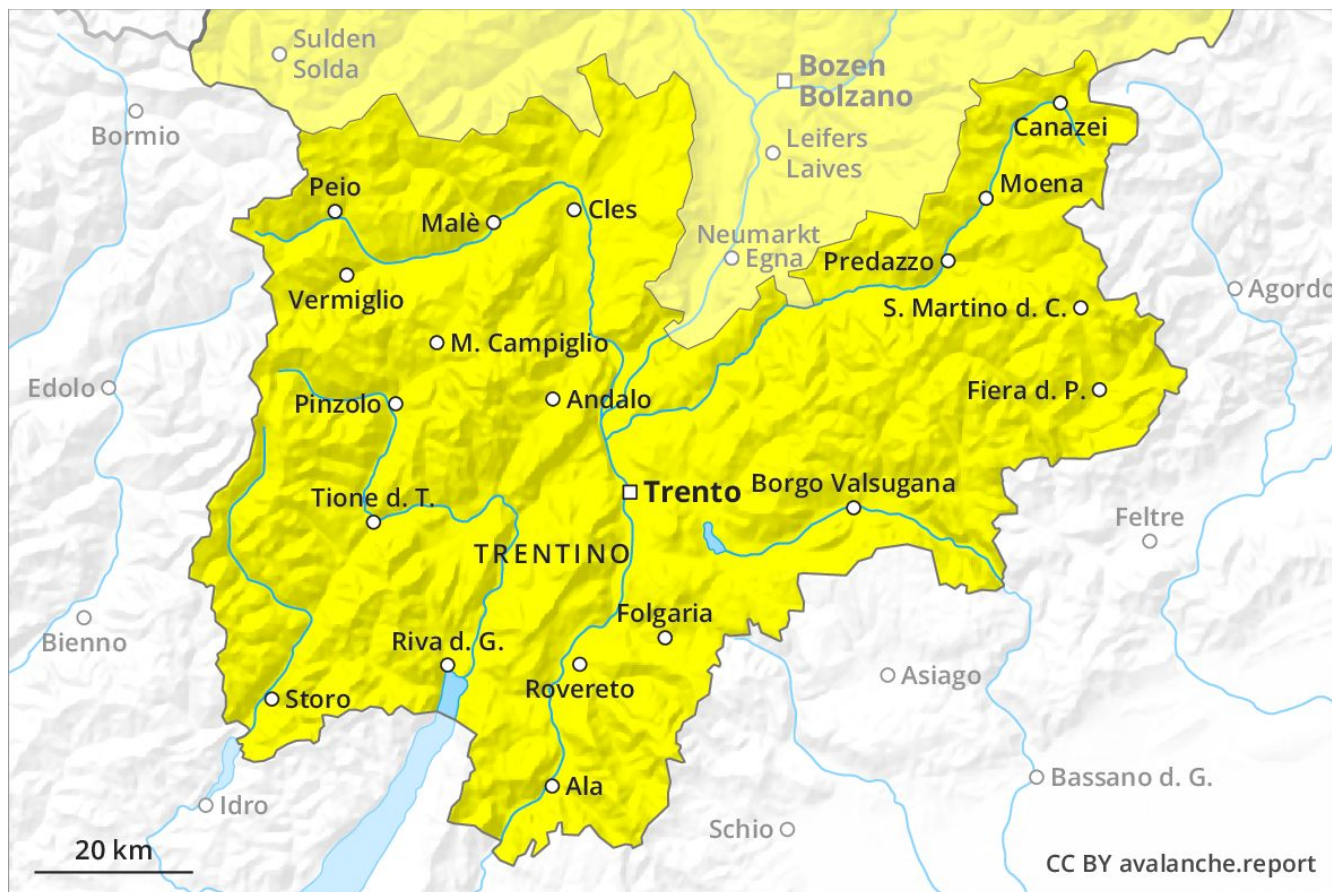 Sulden
Solda
Bozen
Bolzano
Bormio
Canazei
Leifers
Laives
Peio
Moena
Malè
Cles
Neumarkt
Egna
Predazzo
Vermiglio
Agordo
S. Martino d. C.
M. Campiglio
Edolo
Pinzolo
Andalo
Fiera d. P.
Trento
Borgo Valsugana
Tione d. T.
Feltre
TRENTINO
Folgaria
Bienno
Riva d. G.
Asiago
Rovereto
Storo
Bassano d. G.
Ala
Idro
Schio
20 km
CC BY avalanche.report